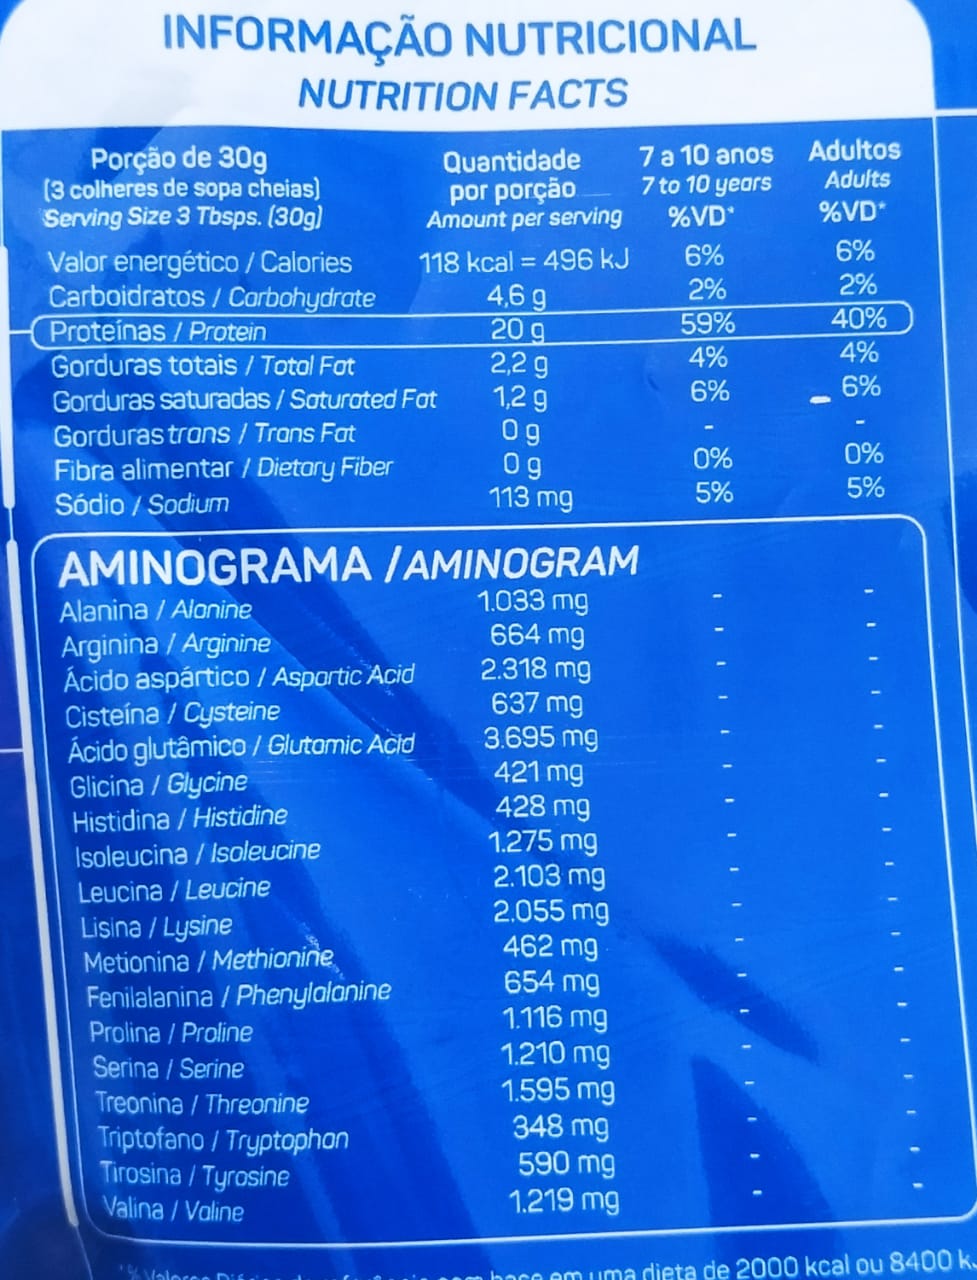 INFORMAÇÃO NUTRICIONAL
NUTRITION FACTS
Porção de 30g
(3 colheres de sopa cheias)
Serving Size 3 Tbsps. (30g)
Quantidade
por porção
Amount per serving
7 a 10 anos
7 to 10 years
%VD*
Adultos
Adults
%VD*
Valor energético / Calories 118 kcal = 496 kJ 6% 6%
Carboidratos / Carbohydrate 4,6 g 2% 2%
Proteínas / Protein 20 g 59% 40%
Gorduras totais / Total Fat 2,2 g 4% 4%
Gorduras saturadas / Saturated Fat 1,2 g 6% 6%
Gorduras trans / Trans Fat 0 g - -
Fibra alimentar / Dietary Fiber 0 g 0% 0%
Sódio / Sodium 113 mg 5% 5%
AMINOGRAMA / AMINOGRAM
Alanina / Alanine 1.033 mg - -
Arginina / Arginine 664 mg - -
Ácido aspártico / Aspartic Acid 2.318 mg - -
Cisteína / Cysteine 637 mg - -
Ácido glutâmico / Glutamic Acid 3.695 mg - -
Glicina / Glycine 421 mg - -
Histidina / Histidine 428 mg - -
Isoleucina / Isoleucine 1.275 mg - -
Leucina / Leucine 2.103 mg - -
Lisina / Lysine 2.055 mg - -
Metionina / Methionine 462 mg - -
Fenilalanina / Phenylalanine 654 mg - -
Prolina / Proline 1.116 mg - -
Serina / Serine 1.210 mg - -
Treonina / Threonine 1.595 mg - -
Triptofano / Tryptophan 348 mg - -
Tirosina / Tyrosine 590 mg - -
Valina / Valine 1.219 mg - -
com base em uma dieta de 2000 kcal ou 8400 k